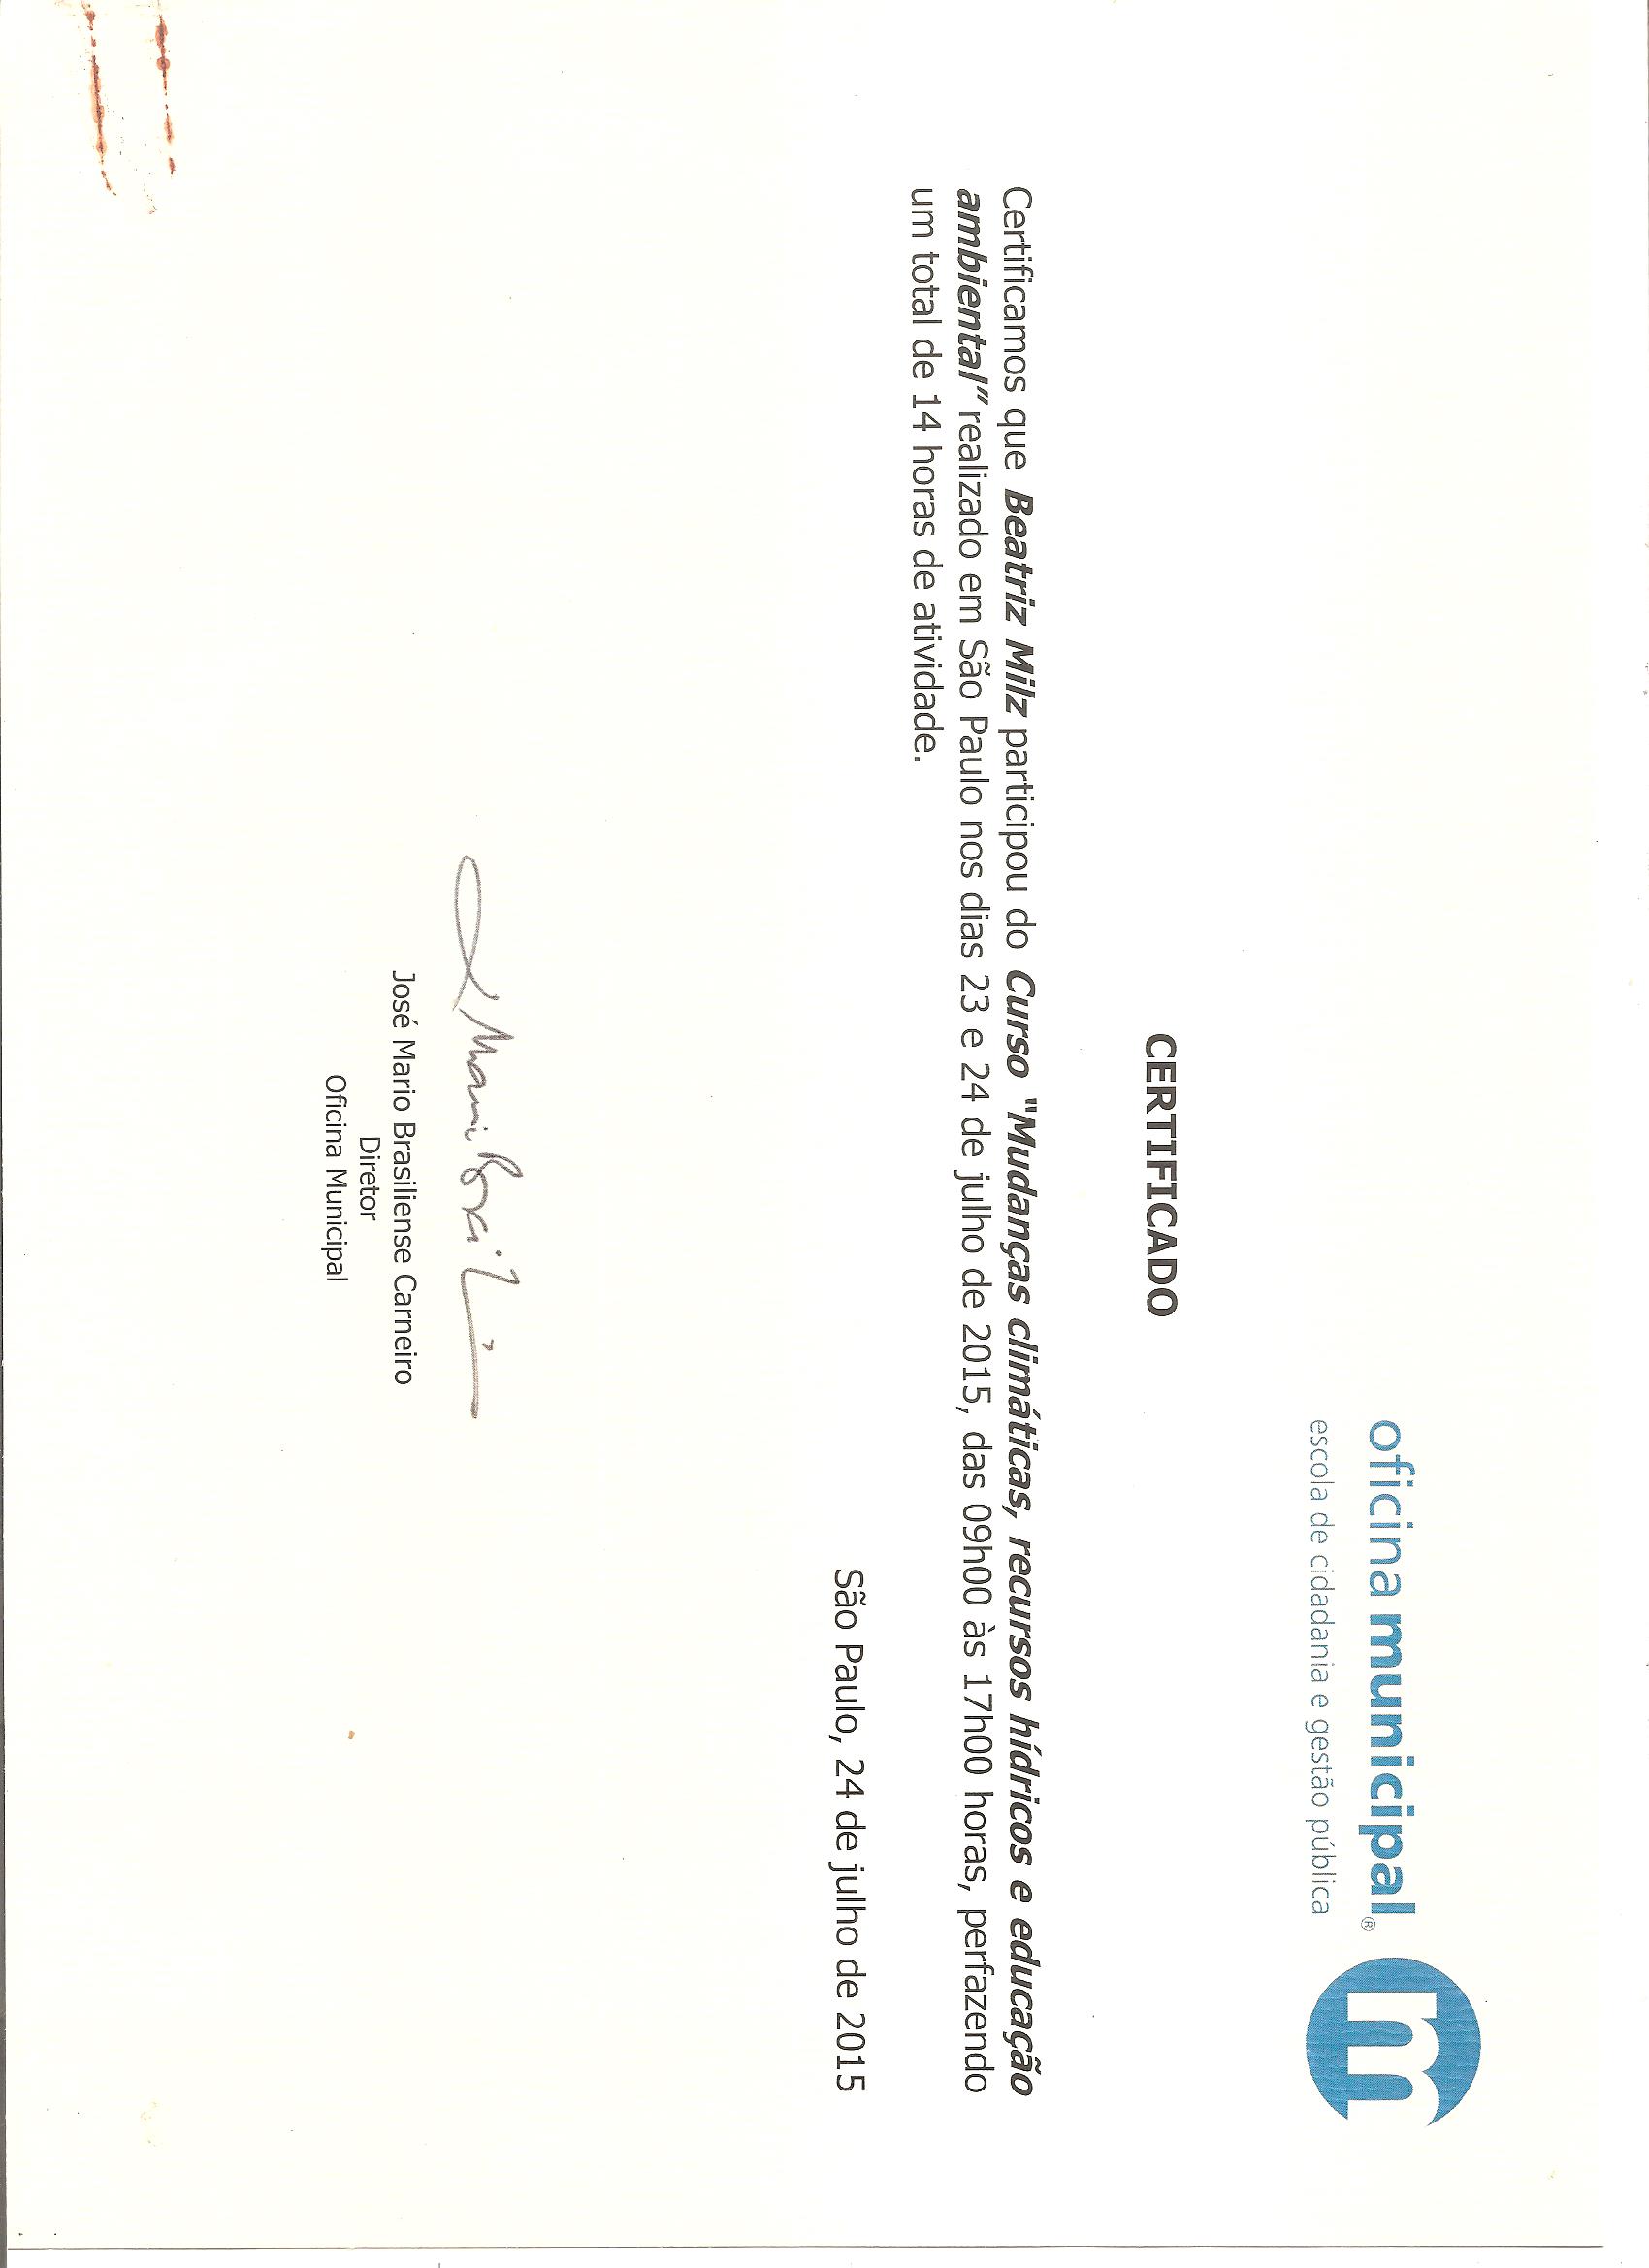 oficina municipal®
escola de cidadania e gestão pública
m
CERTIFICADO
Certificamos que Beatriz Milz participou do Curso "Mudanças climáticas, recursos hídricos e educação
ambiental" realizado em São Paulo nos dias 23 e 24 de julho de 2015, das 09h00 às 17h00 horas, perfazendo
um total de 14 horas de atividade.
São Paulo, 24 de julho de 2015
José Mario Brasiliense Carneiro
Diretor
Oficina Municipal